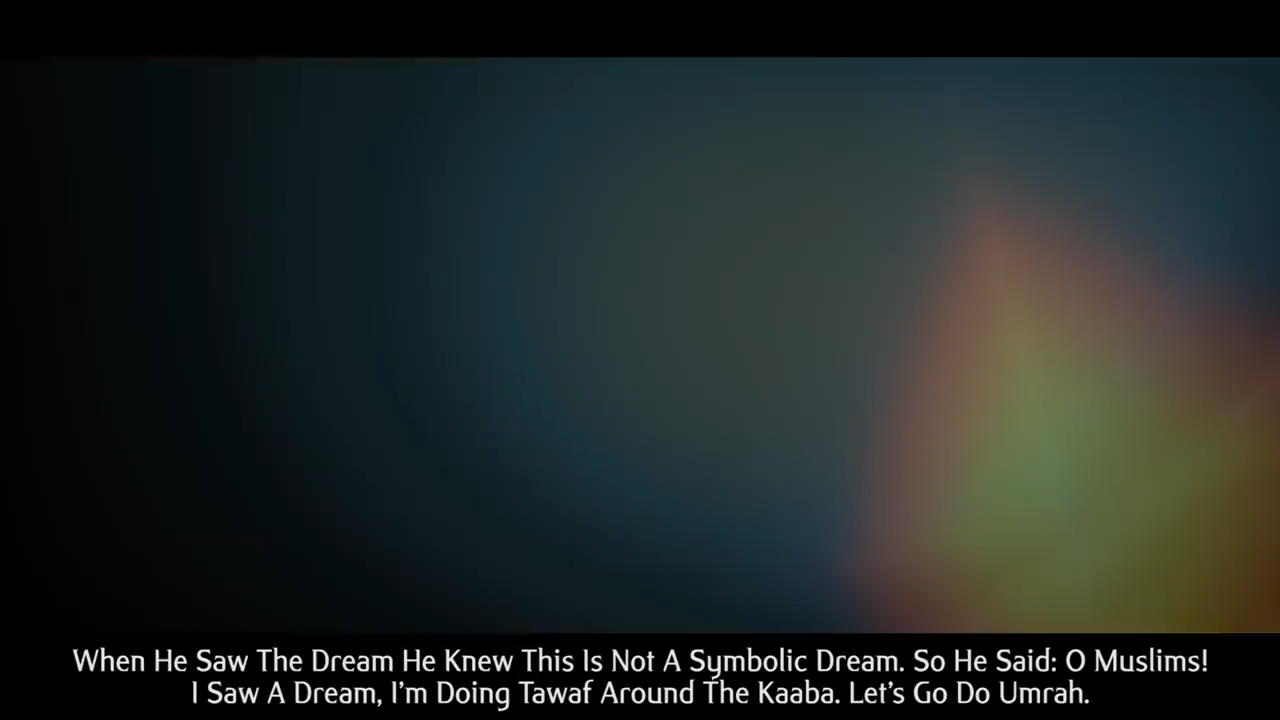 When He Saw The Dream He Knew This Is Not A Symbolic Dream. So He Said: O Muslims!
I Saw A Dream, I'm Doing Tawaf Around The Kaaba. Let's Go Do Umrah.